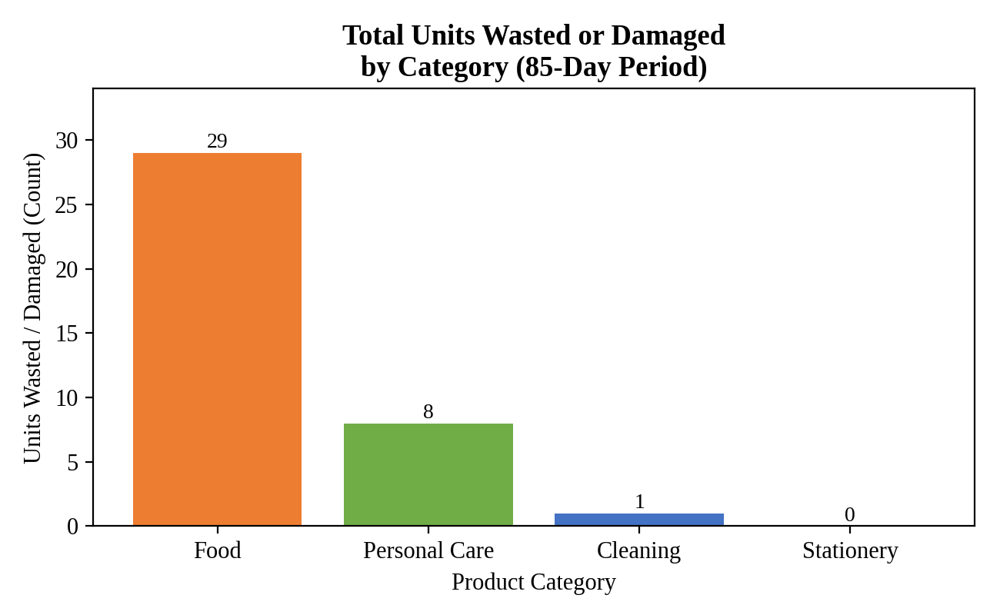 Total Units Wasted or Damaged
by Category (85-Day Period)
Units Wasted / Damaged (Count)
30
25
20
15
10
5
0
29
8
1
0
Food
Personal Care
Cleaning
Stationery
Product Category